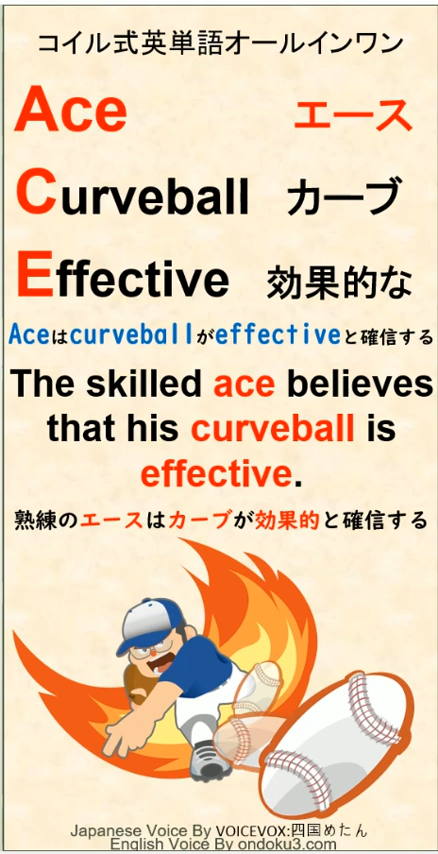 コイル式英単語オールインワン
Ace エース
Curveball カーブ
Effective 効果的な
Aceはcurveballがeffectiveと確信する
The skilled ace believes
that his curveball is
effective.
熟練のエースはカーブが効果的と確信する
Japanese Voice By VOICEVOX:四国めたん
English Voice By ondoku3.com